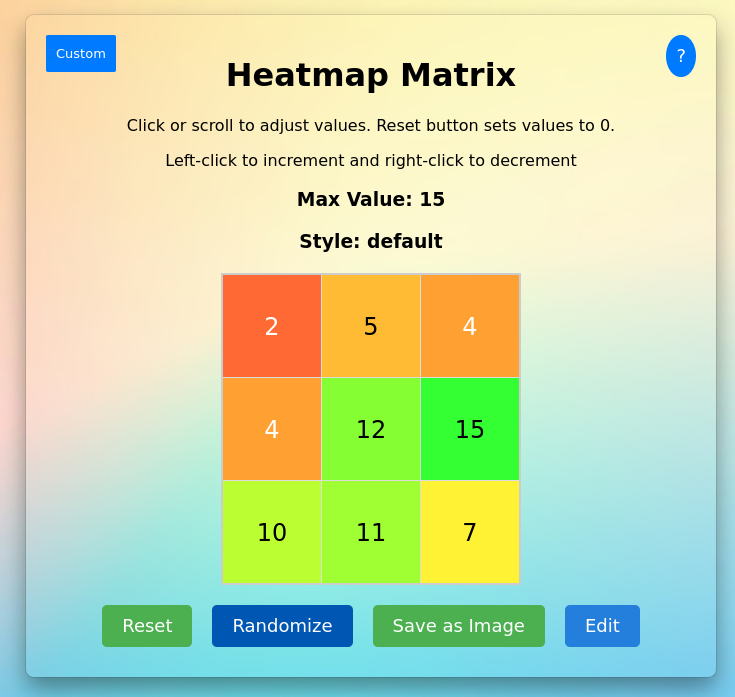 Custom
?
Heatmap Matrix
Click or scroll to adjust values. Reset button sets values to 0.
Left-click to increment and right-click to decrement
Max Value: 15
Style: default
2 5 4
4 12 15
10 11 7
Reset Randomize Save as Image Edit